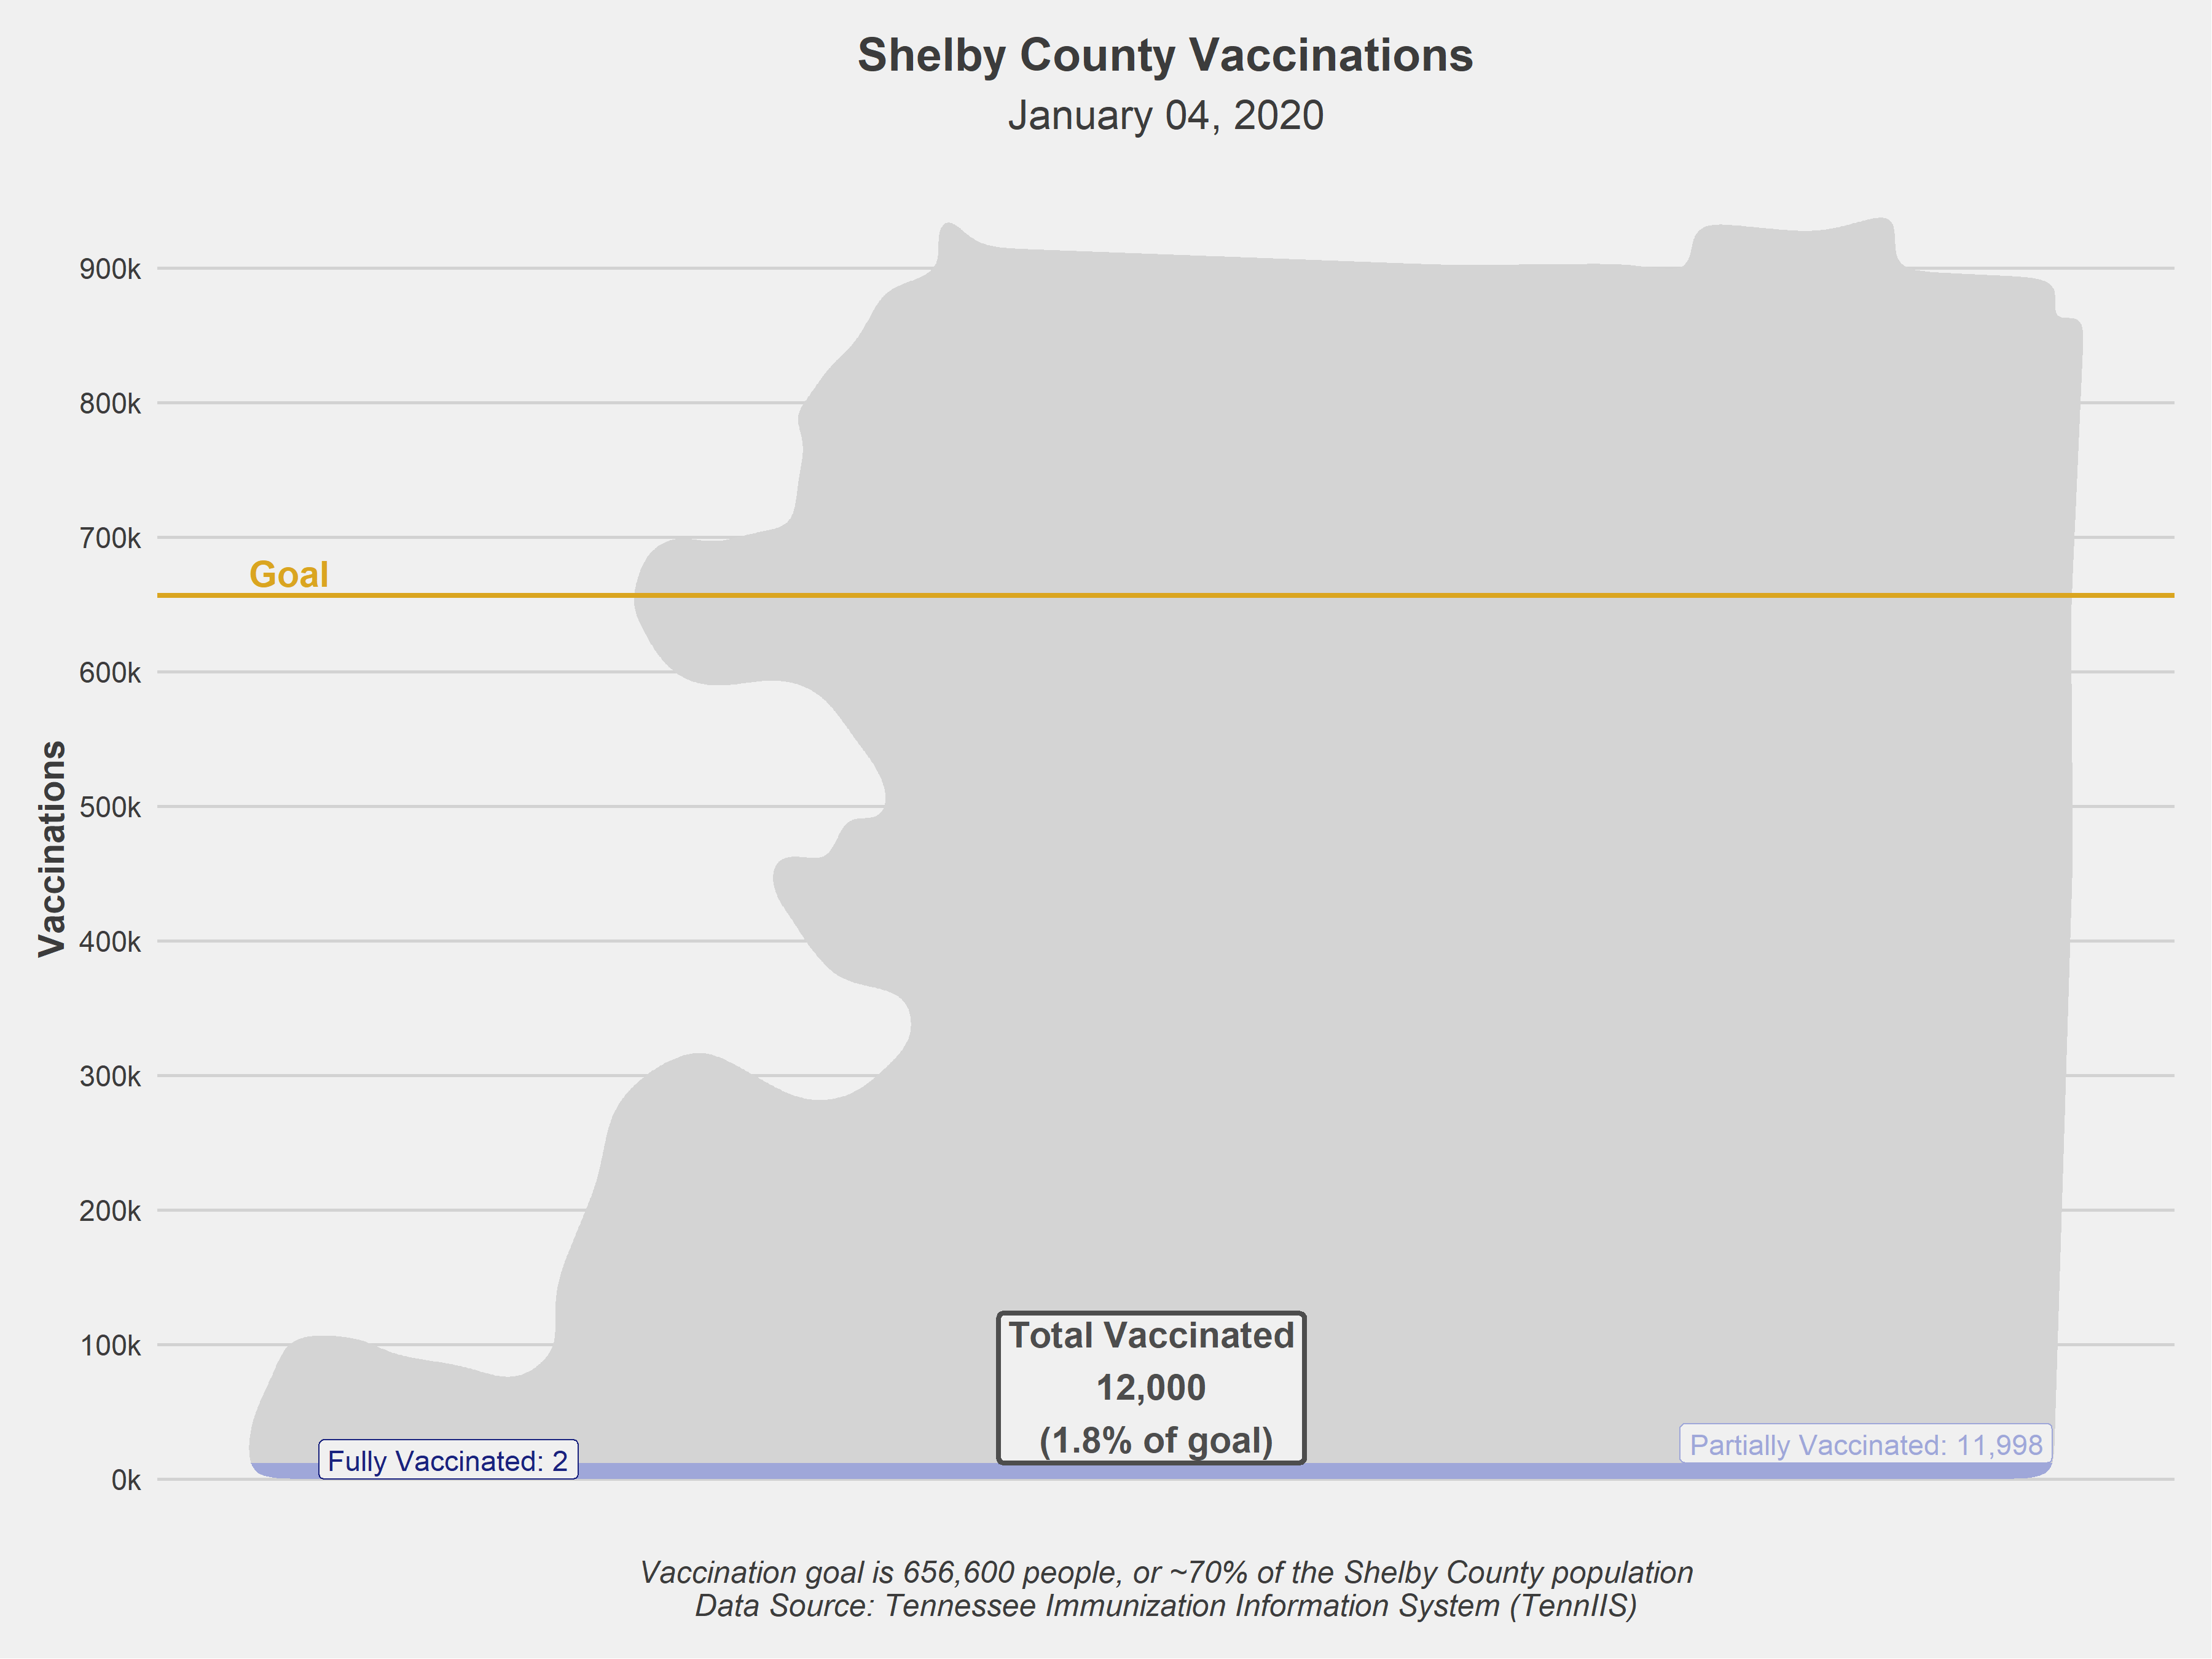 Shelby County Vaccinations
January 04, 2020
900k
800k
700k
Goal
600k
500k
400k
300k
200k
100k
0k
Vaccinations
Total Vaccinated
12,000
(1.8% of goal)
Fully Vaccinated: 2
Partially Vaccinated: 11,998
Vaccination goal is 656,600 people, or ~70% of the Shelby County population
Data Source: Tennessee Immunization Information System (TennIIS)